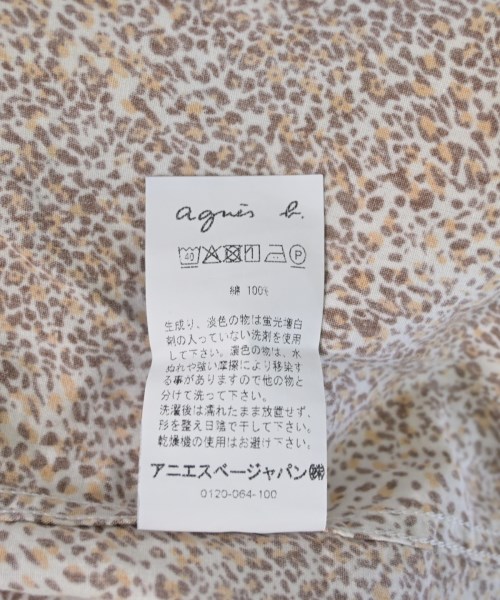 agnès b.
40
P
綿 100%
生成り、淡色の物は蛍光増白
剤の入っていない洗剤を使用
して下さい。濃色の物は、水
ぬれや強い摩擦により移染す
る事がありますので他の物と
分けて洗って下さい。
洗濯後は濡れたまま放置せず、
形を整え日陰で干して下さい。
乾燥機の使用はお避け下さい。
アニエスベージャパン㈱
0120-064-100